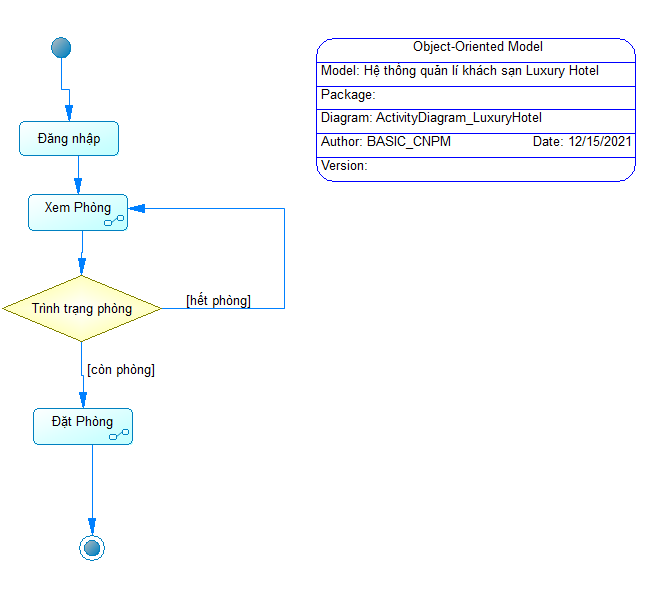 Object-Oriented Model
Model: Hệ thống quản lí khách sạn Luxury Hotel
Package:
Diagram: ActivityDiagram_LuxuryHotel
Author: BASIC_CNPM Date: 12/15/2021
Version:
Đăng nhập
Xem Phòng
[hết phòng]
Trình trạng phòng
[còn phòng]
Đặt Phòng